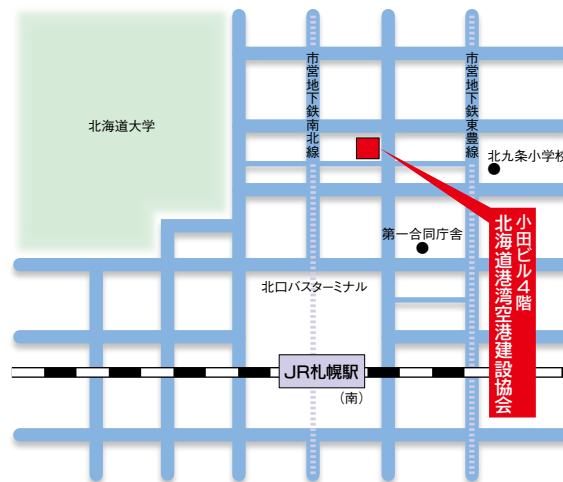 市営地下鉄南北線
市営地下鉄東豊線
北海道大学
北九条小学校
小田ビル4階
北海道港湾空港建設協会
第一合同庁舎
北口バスターミナル
JR札幌駅
(南)